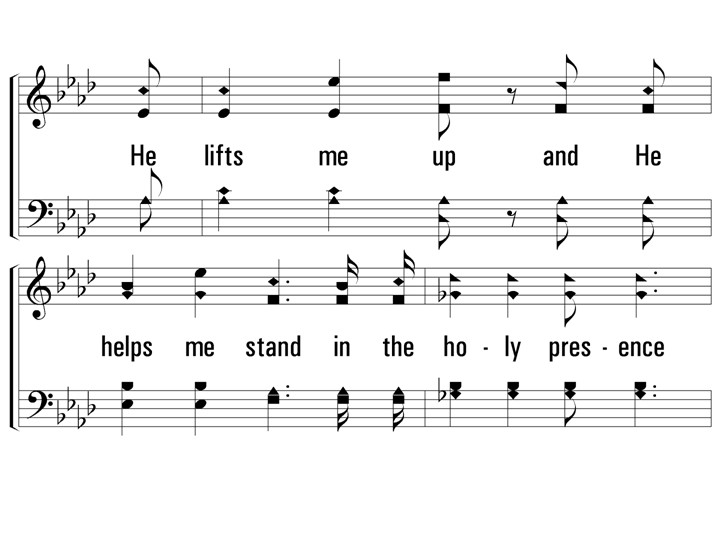 He lifts me up and He
helps me stand in the ho - ly pres - ence